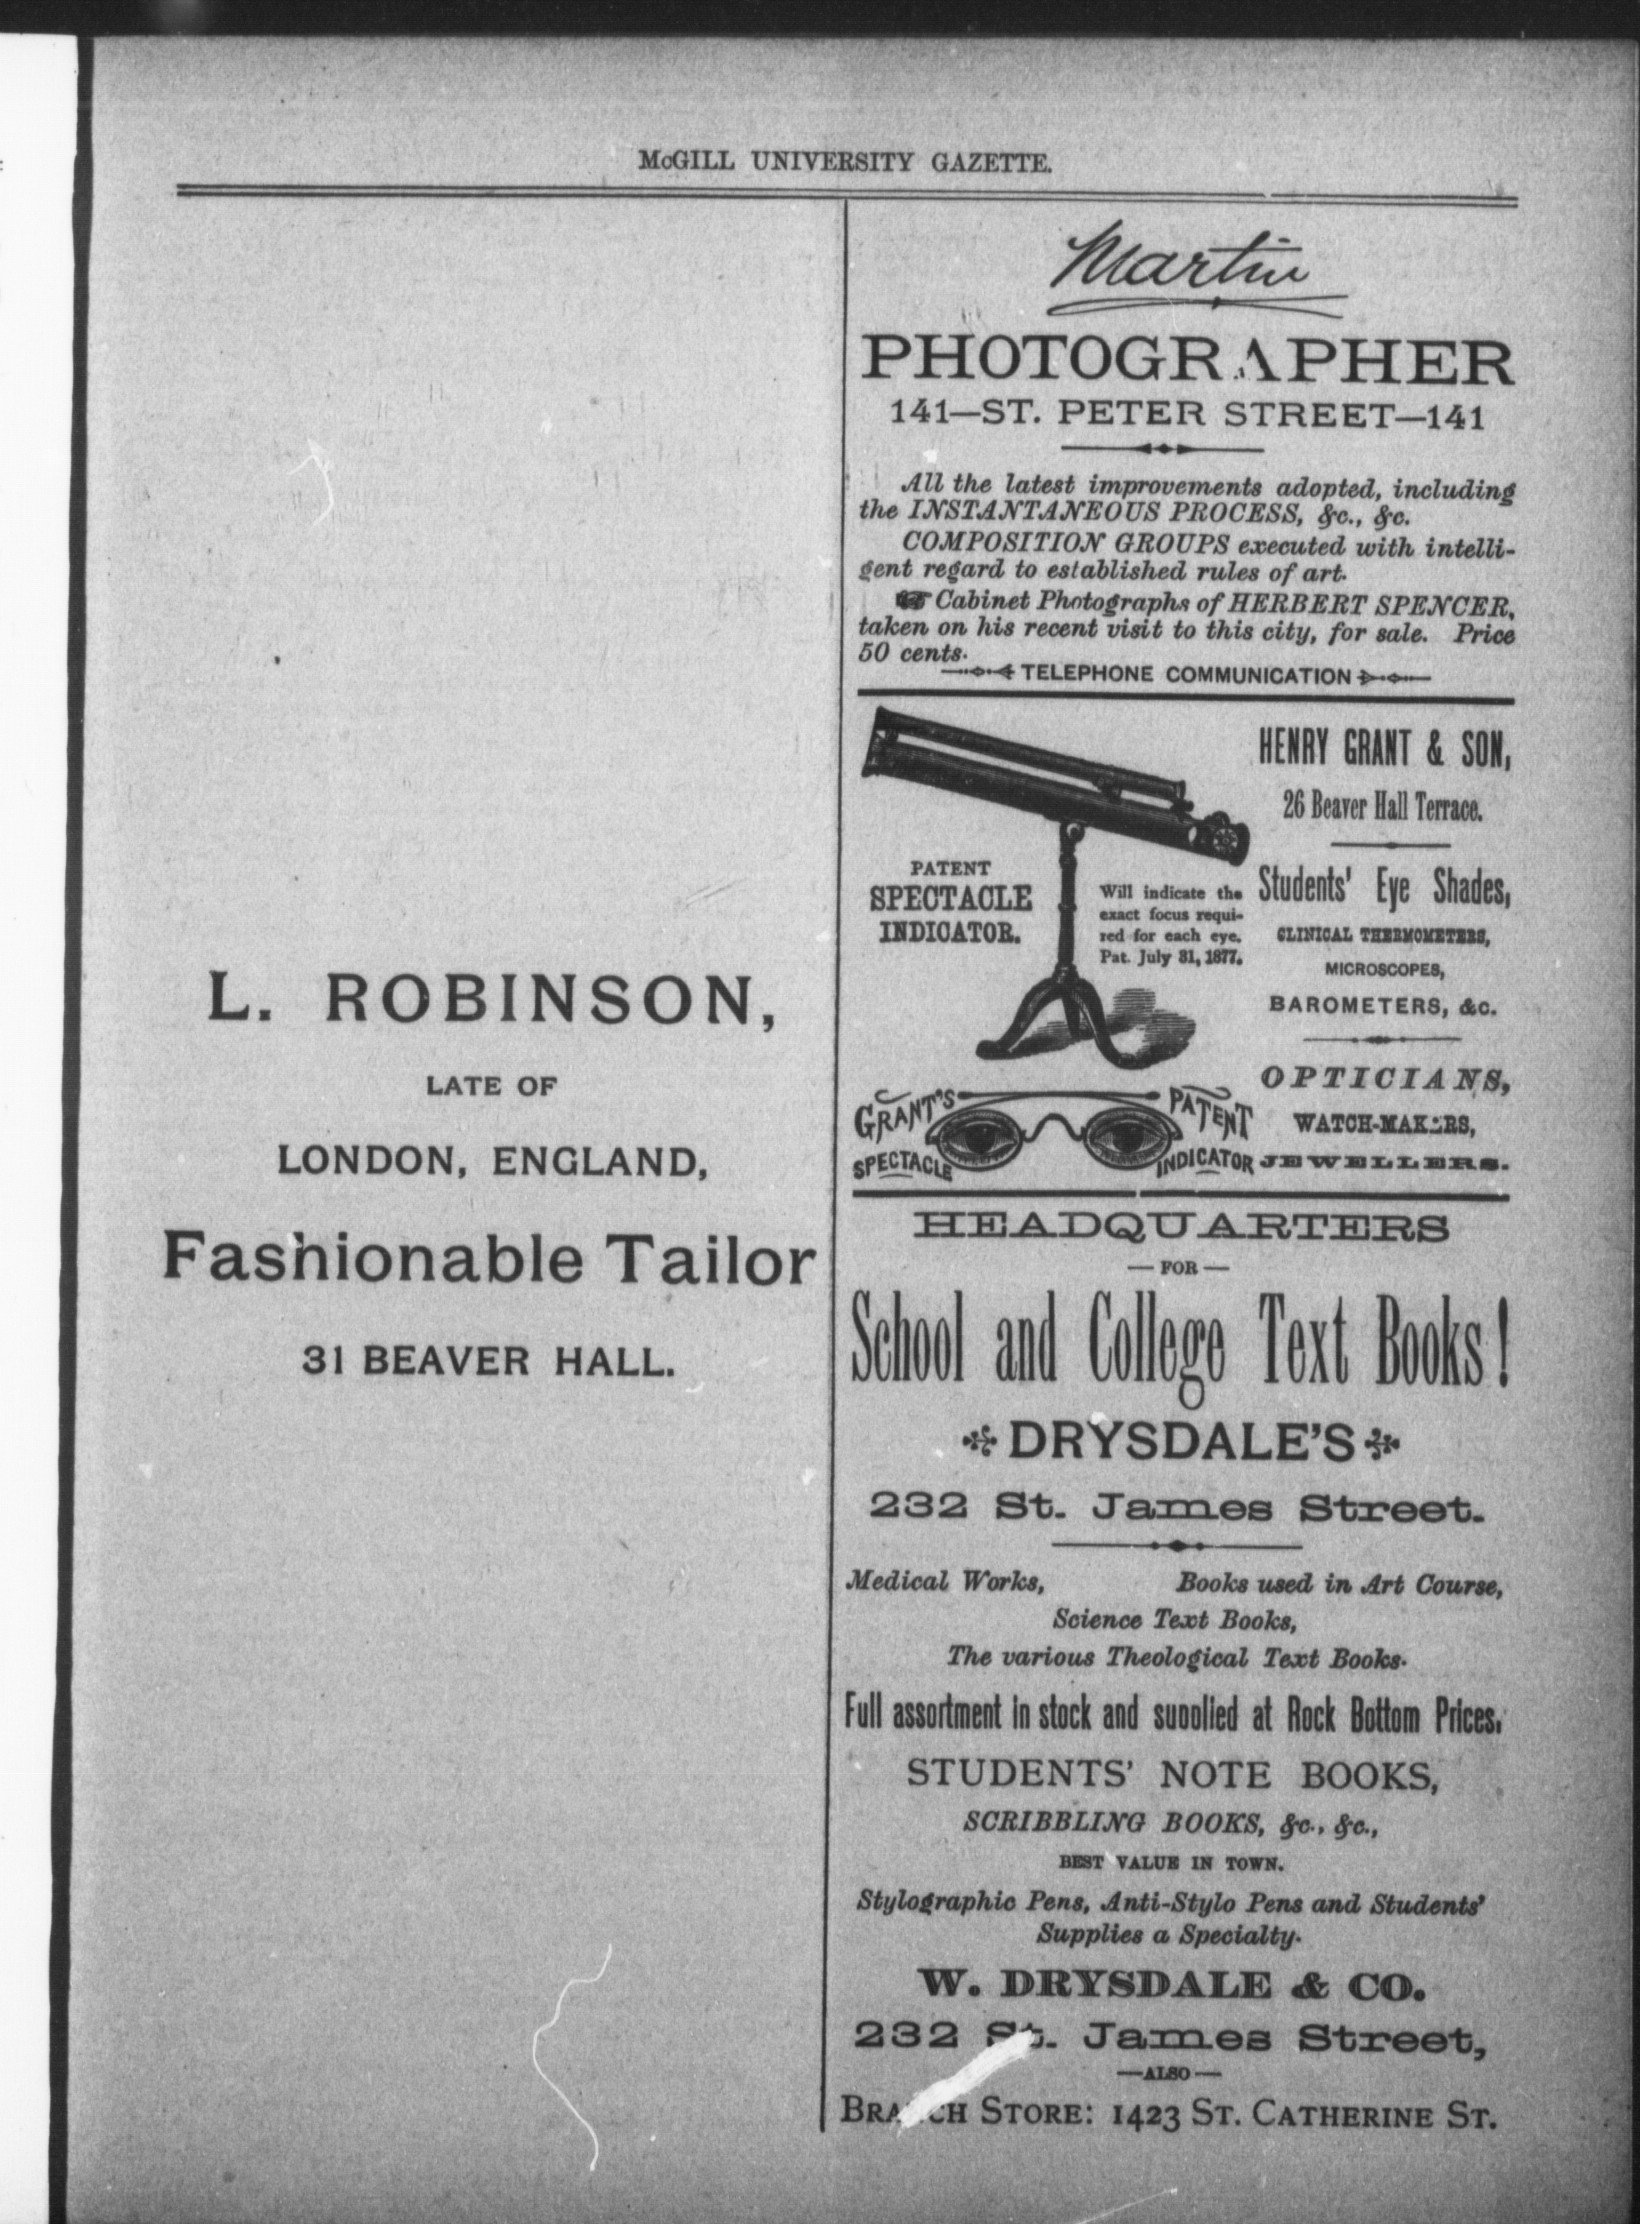 McGILL UNIVERSITY GAZETTE.
L. ROBINSON,
LATE OF
LONDON, ENGLAND,
Fashionable Tailor
31 BEAVER HALL.
Martin
PHOTOGRAPHER
141—ST. PETER STREET—141
All the latest improvements adopted, including
the INSTANTANEOUS PROCESS, &c., &c.
COMPOSITION GROUPS executed with intelli-
gent regard to established rules of art.
☞ Cabinet Photographs of HERBERT SPENCER,
taken on his recent visit to this city, for sale. Price
50 cents.
TELEPHONE COMMUNICATION
PATENT
SPECTACLE
INDICATOR.
Will indicate the
exact focus requi-
red for each eye.
Pat. July 31, 1877.
GRANT'S PATENT
SPECTACLE INDICATOR
HENRY GRANT & SON,
26 Beaver Hall Terrace.
Students' Eye Shades,
CLINICAL THERMOMETERS,
MICROSCOPES,
BAROMETERS, &c.
OPTICIANS,
WATCH-MAKERS,
JEWELLERS.
HEADQUARTERS
— FOR —
School and College Text Books!
DRYSDALE'S
232 St. James Street.
Medical Works, Books used in Art Course,
Science Text Books,
The various Theological Text Books.
Full assortment in stock and supplied at Rock Bottom Prices.
STUDENTS' NOTE BOOKS,
SCRIBBLING BOOKS, &c., &c.,
BEST VALUE IN TOWN.
Stylographic Pens, Anti-Stylo Pens and Students'
Supplies a Specialty.
W. DRYSDALE & CO.
232 St. James Street,
—ALSO—
BRANCH STORE: 1423 ST. CATHERINE ST.